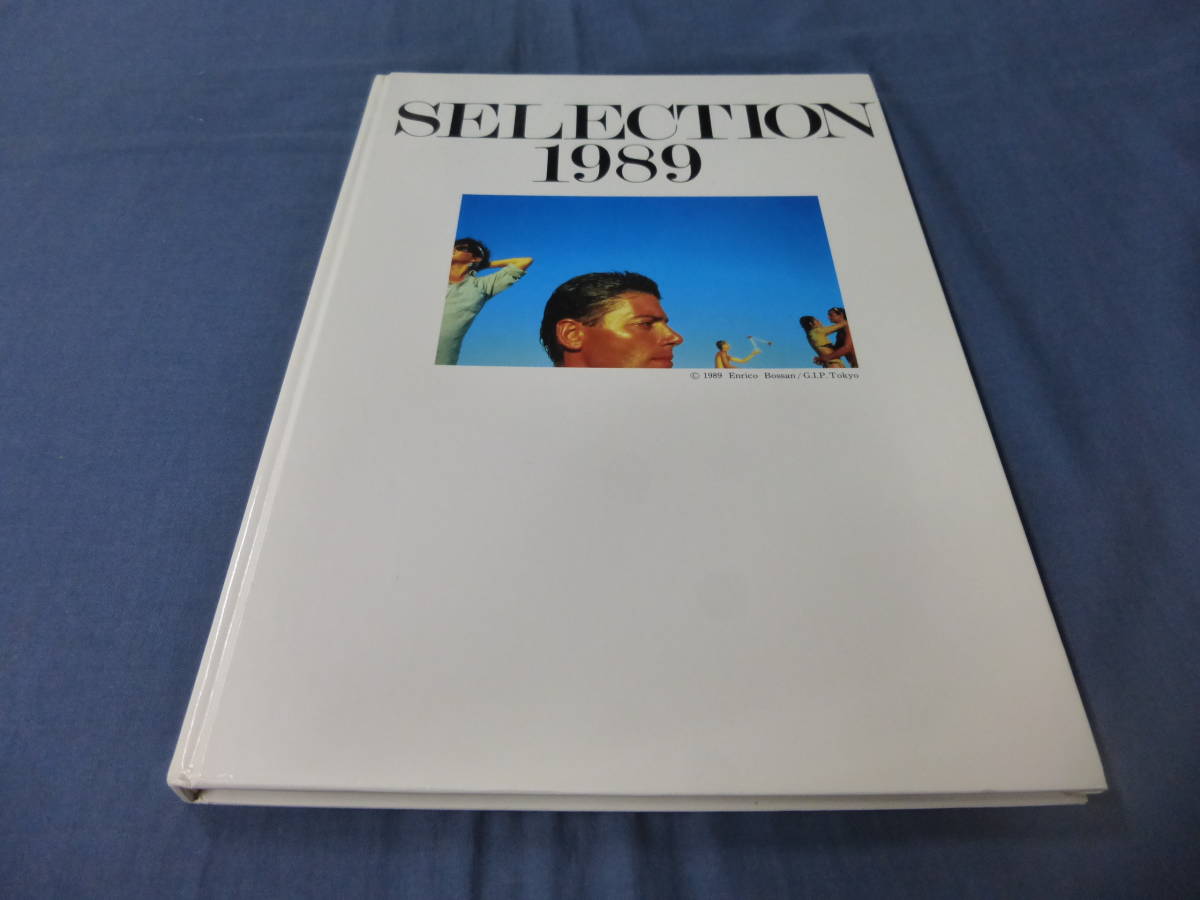 SELECTION
1989
© 1989 Enrico Bossan / G.I.P. Tokyo